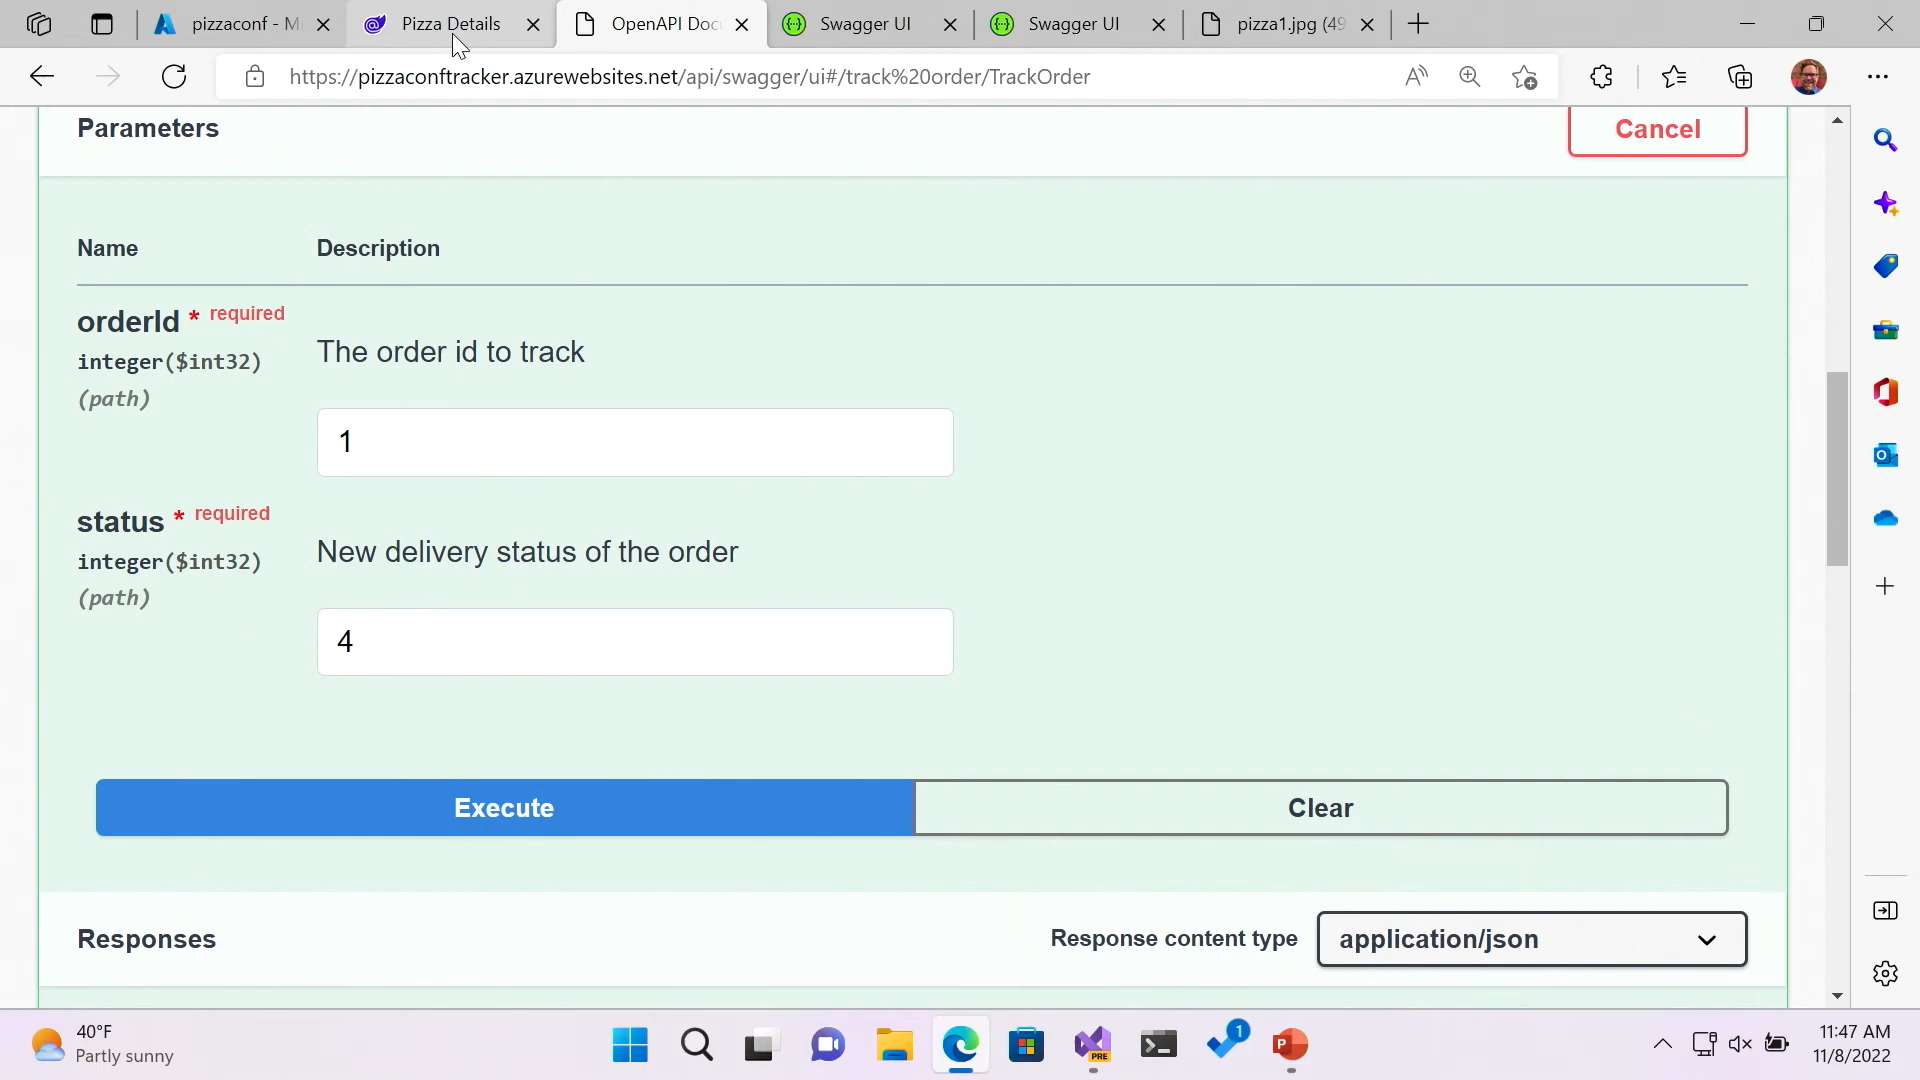 pizzaconf - M
Pizza Details
OpenAPI Doc
Swagger UI
Swagger UI
pizza1.jpg (49
https://pizzaconftracker.azurewebsites.net/api/swagger/ui#/track%20order/TrackOrder
Parameters
Cancel
Name
Description
orderId * required
integer($int32)
(path)
The order id to track
1
status * required
integer($int32)
(path)
New delivery status of the order
4
Execute
Clear
Responses
Response content type
application/json
40°F
Partly sunny
PRE
1
P
11:47 AM
11/8/2022